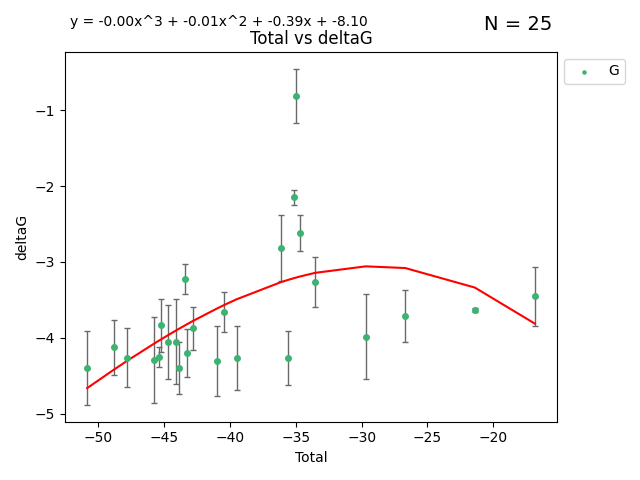 y = -0.00x^3 + -0.01x^2 + -0.39x + -8.10
N = 25
Total vs deltaG
G
−1
−2
−3
−4
−5
deltaG
−50
−45
−40
−35
−30
−25
−20
Total